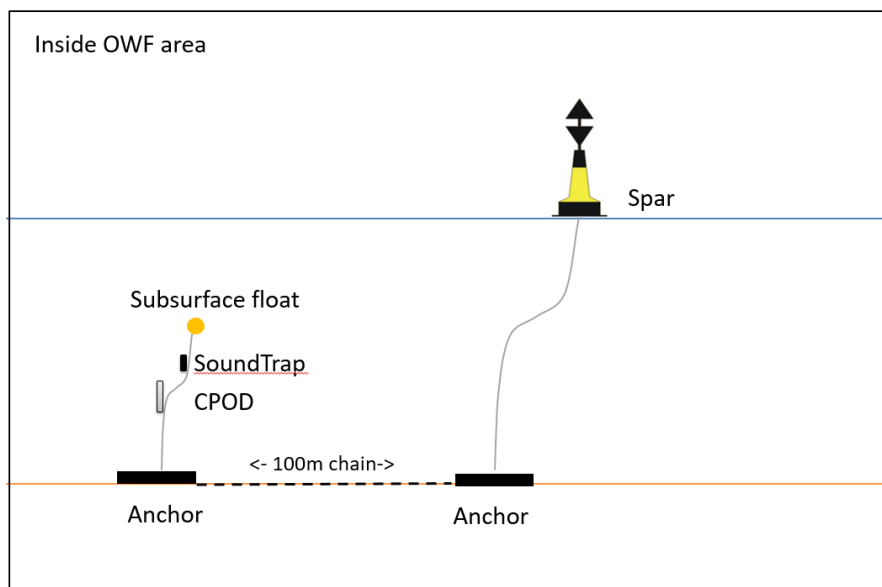 Inside OWF area
Spar
Subsurface float
SoundTrap
CPOD
<- 100m chain->
Anchor
Anchor